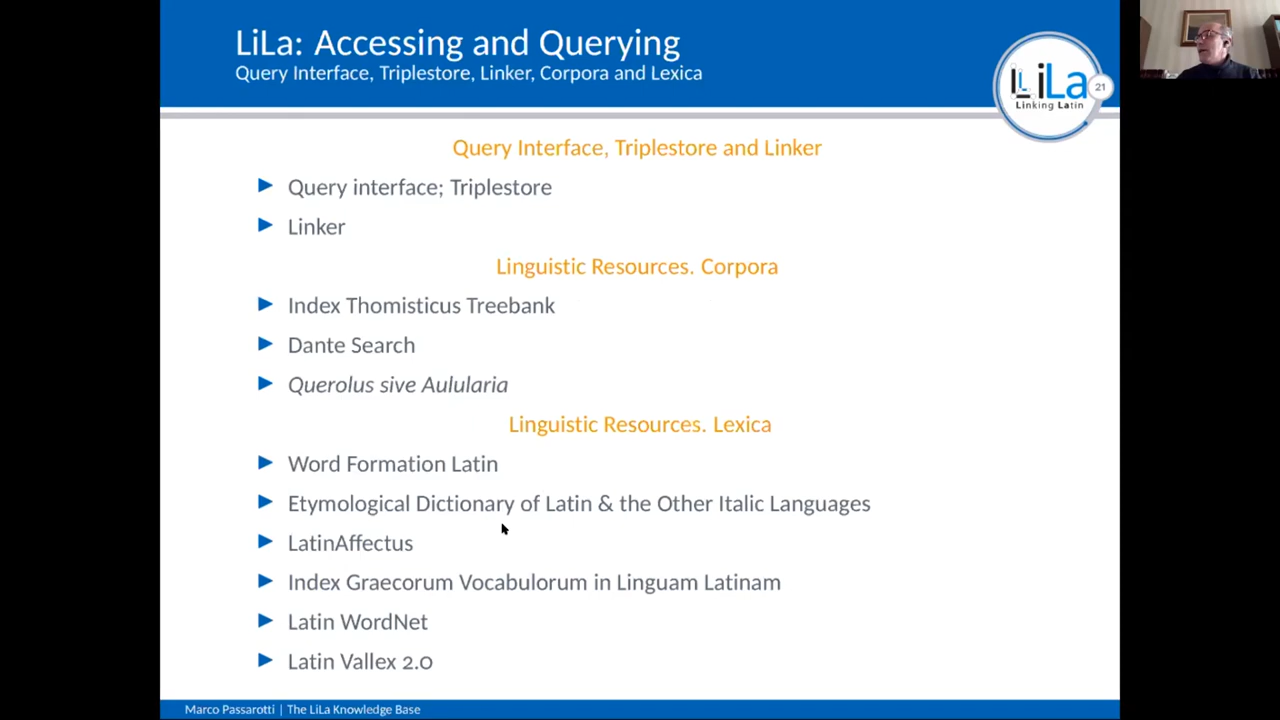 LiLa: Accessing and Querying
Query Interface, Triplestore, Linker, Corpora and Lexica
LiLa
Linking Latin
21
Query Interface, Triplestore and Linker
Query interface; Triplestore
Linker
Linguistic Resources. Corpora
Index Thomisticus Treebank
Dante Search
Querolus sive Aulularia
Linguistic Resources. Lexica
Word Formation Latin
Etymological Dictionary of Latin & the Other Italic Languages
LatinAffectus
Index Graecorum Vocabulorum in Linguam Latinam
Latin WordNet
Latin Vallex 2.0
Marco Passarotti | The LiLa Knowledge Base